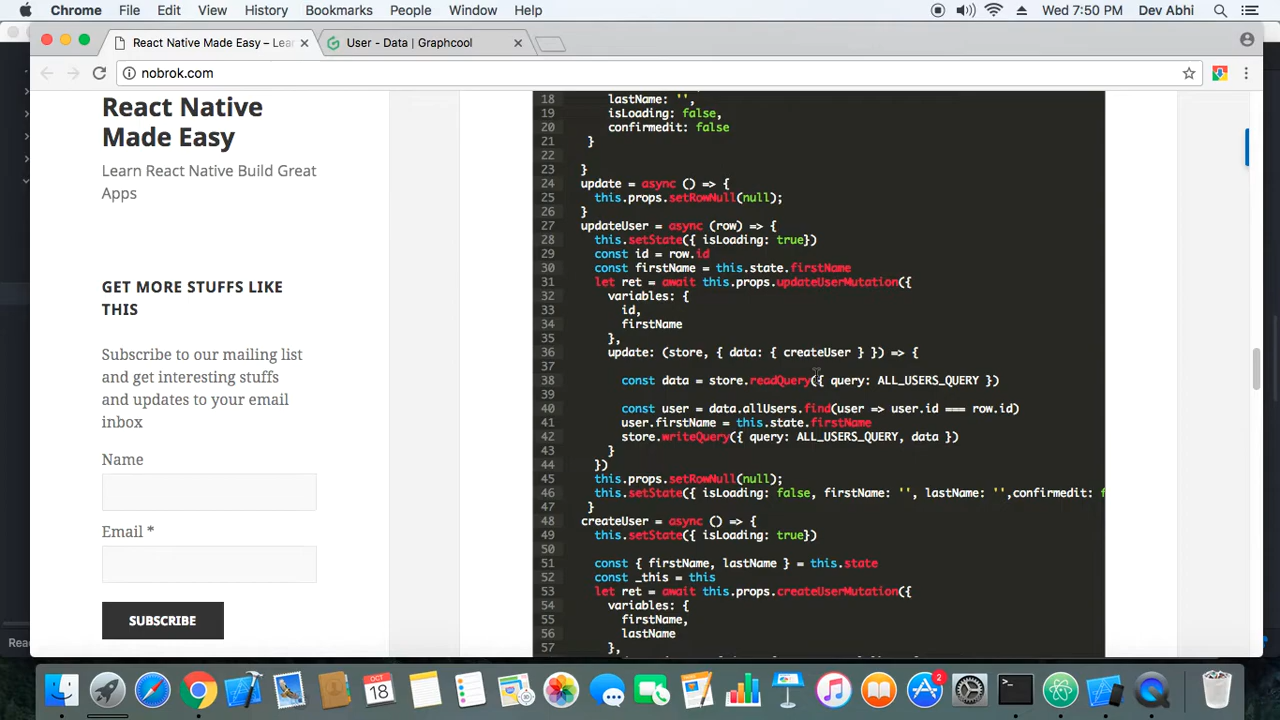 Chrome File Edit View History Bookmarks People Window Help Wed 7:50 PM Dev Abhi
React Native Made Easy – Lea User - Data | Graphcool
nobrok.com
React Native
Made Easy
Learn React Native Build Great
Apps
GET MORE STUFFS LIKE
THIS
Subscribe to our mailing list
and get interesting stuffs
and updates to your email
inbox
Name
Email *
SUBSCRIBE
18 lastName: '',
19 isLoading: false,
20 confirmedit: false
21 }
22
23 }
24 update = async () => {
25 this.props.setRowNull(null);
26 }
27 updateUser = async (row) => {
28 this.setState({ isLoading: true})
29 const id = row.id
30 const firstName = this.state.firstName
31 let ret = await this.props.updateUserMutation({
32 variables: {
33 id,
34 firstName
35 },
36 update: (store, { data: { createUser } }) => {
37
38 const data = store.readQuery({ query: ALL_USERS_QUERY })
39
40 const user = data.allUsers.find(user => user.id === row.id)
41 user.firstName = this.state.firstName
42 store.writeQuery({ query: ALL_USERS_QUERY, data })
43 }
44 })
45 this.props.setRowNull(null);
46 this.setState({ isLoading: false, firstName: '', lastName: '',confirmedit: f
47 }
48 createUser = async () => {
49 this.setState({ isLoading: true})
50
51 const { firstName, lastName } = this.state
52 const _this = this
53 let ret = await this.props.createUserMutation({
54 variables: {
55 firstName,
56 lastName
57 },
Rea
OCT
18
2